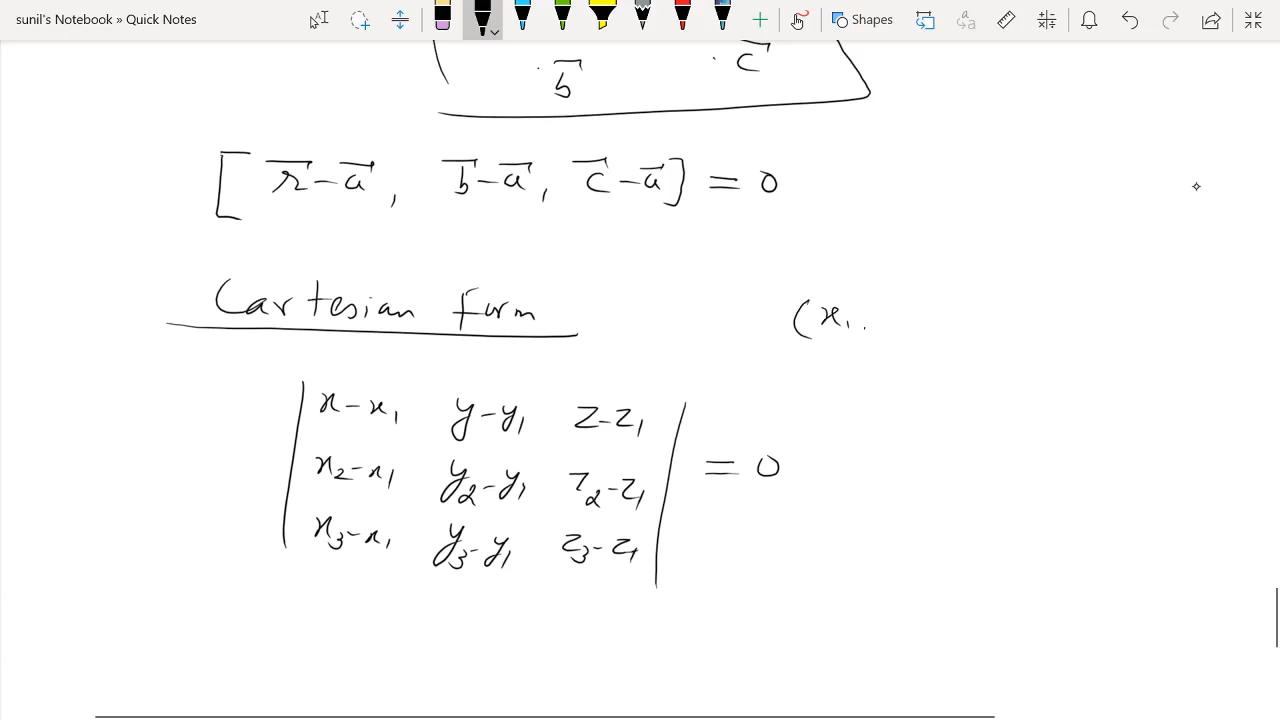 sunil's Notebook » Quick Notes
Shapes
b⃗ c⃗
[ r⃗ - a⃗, b⃗ - a⃗, c⃗ - a⃗ ] = 0
Cartesian form
(x₁.
| x-x₁ y-y₁ z-z₁ |
| x₂-x₁ y₂-y₁ z₂-z₁ | = 0
| x₃-x₁ y₃-y₁ z₃-z₁ |